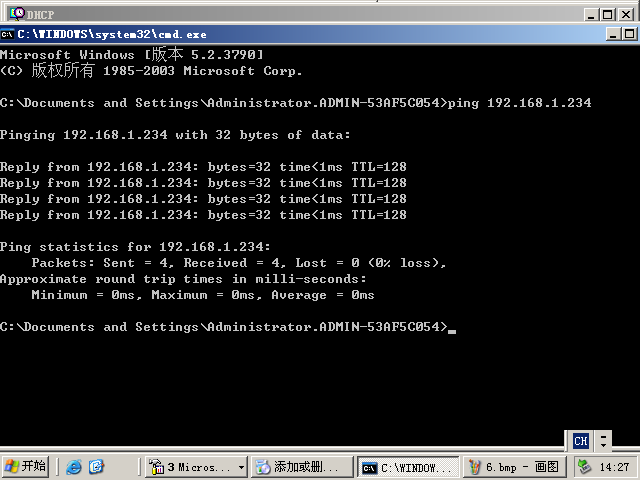 DHCP
C:\WINDOWS\system32\cmd.exe
Microsoft Windows [版本 5.2.3790]
(C) 版权所有 1985-2003 Microsoft Corp.
C:\Documents and Settings\Administrator.ADMIN-53AF5C054>ping 192.168.1.234
Pinging 192.168.1.234 with 32 bytes of data:
Reply from 192.168.1.234: bytes=32 time<1ms TTL=128
Reply from 192.168.1.234: bytes=32 time<1ms TTL=128
Reply from 192.168.1.234: bytes=32 time<1ms TTL=128
Reply from 192.168.1.234: bytes=32 time<1ms TTL=128
Ping statistics for 192.168.1.234:
Packets: Sent = 4, Received = 4, Lost = 0 (0% loss),
Approximate round trip times in milli-seconds:
Minimum = 0ms, Maximum = 0ms, Average = 0ms
C:\Documents and Settings\Administrator.ADMIN-53AF5C054>
CH
开始 3 Micros... 添加或删... C:\WINDOW... 6.bmp - 画图 14:27